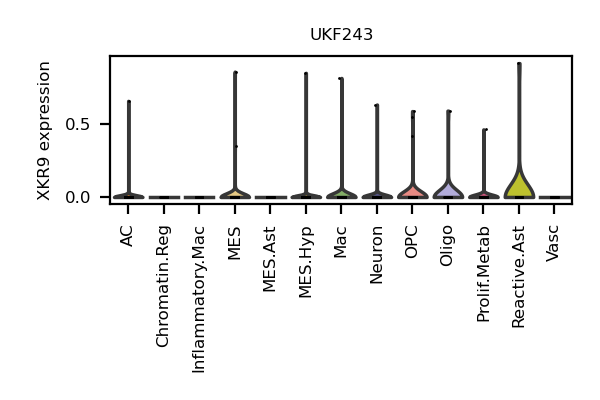 UKF243
XKR9 expression
0.5
0.0
AC
Chromatin.Reg
Inflammatory.Mac
MES
MES.Ast
MES.Hyp
Mac
Neuron
OPC
Oligo
Prolif.Metab
Reactive.Ast
Vasc